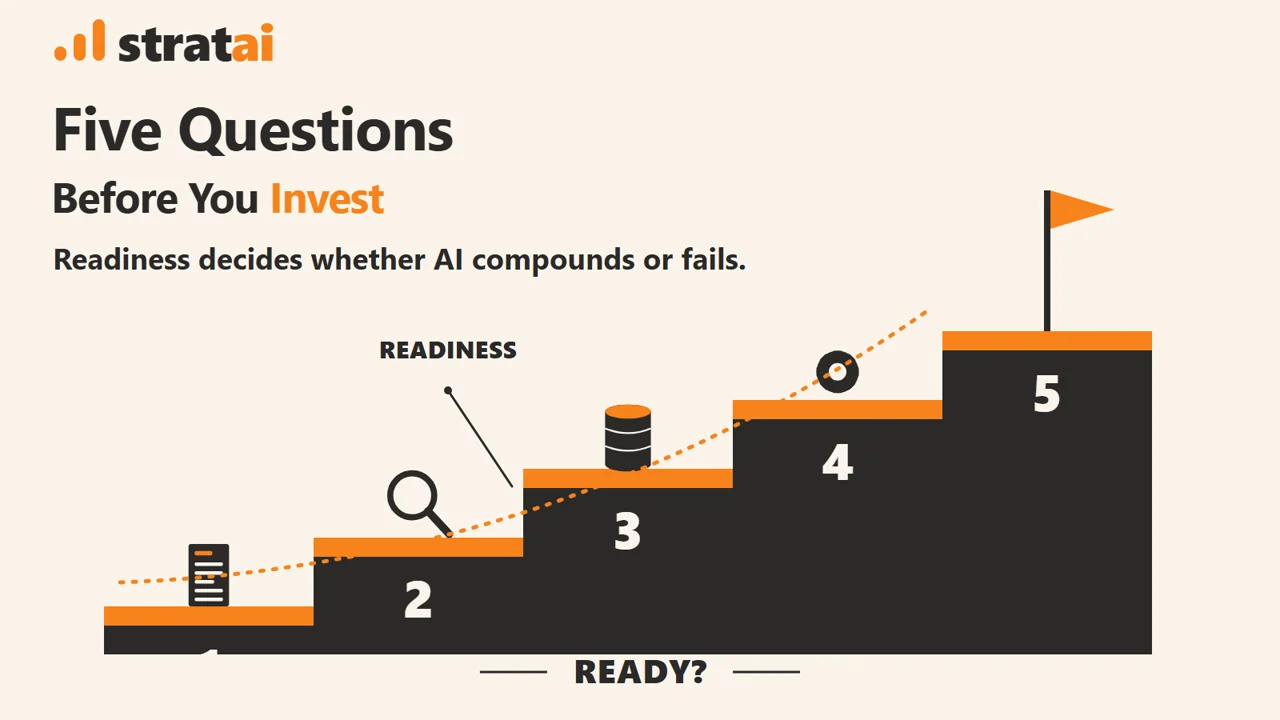 stratai
Five Questions
Before You Invest
Readiness decides whether AI compounds or fails.
READINESS
5
4
3
2
READY?